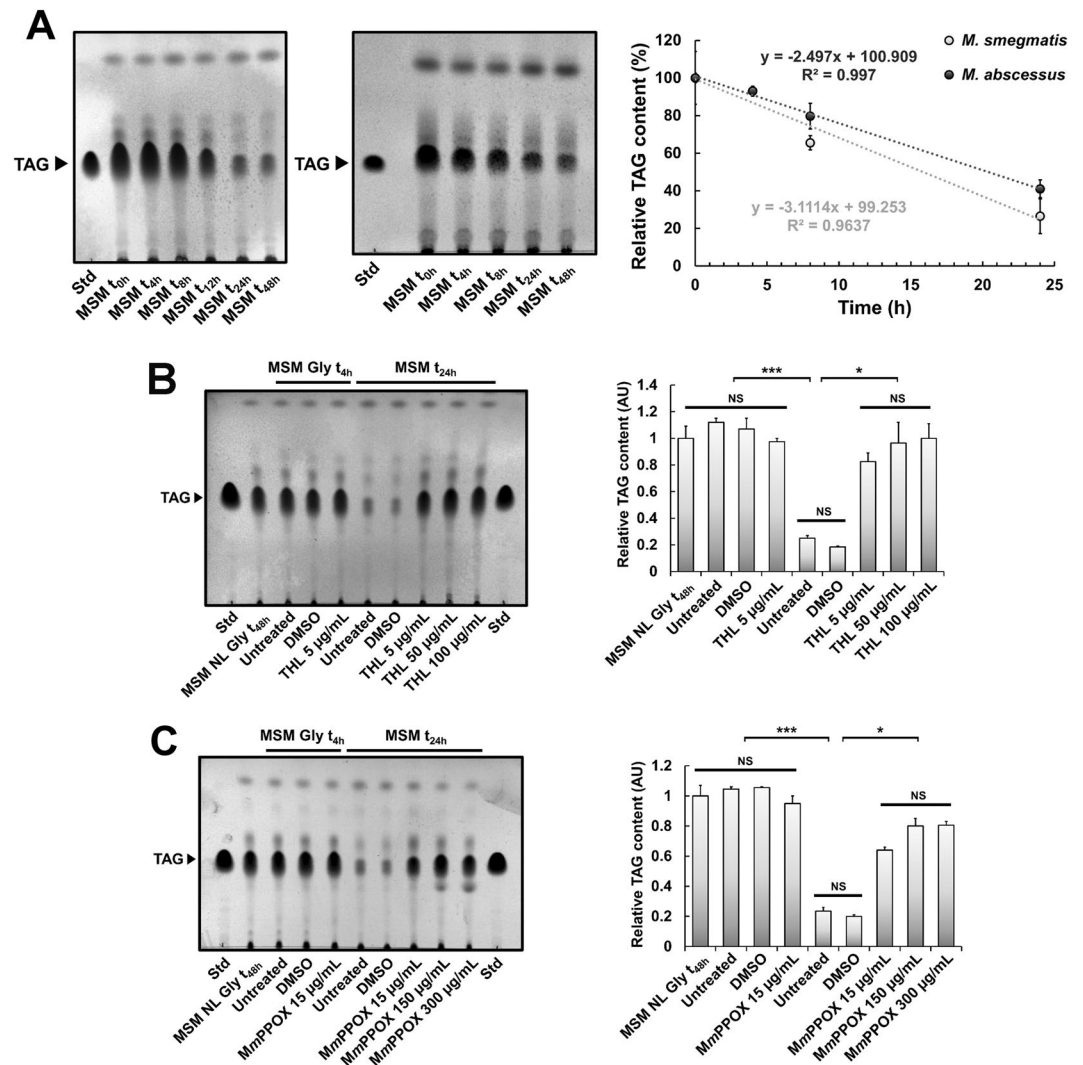 A
TAG
Std
MSM t0h
MSM t4h
MSM t8h
MSM t12h
MSM t24h
MSM t48h
TAG
Std
MSM t0h
MSM t4h
MSM t8h
MSM t24h
MSM t48h
Relative TAG content (%)
120
100
80
60
40
20
0
y = -2.497x + 100.909
R² = 0.997
M. smegmatis
M. abscessus
y = -3.1114x + 99.253
R² = 0.9637
0
5
10
15
20
25
Time (h)
B
MSM Gly t4h
MSM t24h
TAG
Std
MSM NL Gly t48h
Untreated
DMSO
THL 5 µg/mL
Untreated
DMSO
THL 5 µg/mL
THL 50 µg/mL
THL 100 µg/mL
Std
Relative TAG content (AU)
1.4
1.2
1
0.8
0.6
0.4
0.2
0
***
*
NS
NS
NS
MSM NL Gly t48h
Untreated
DMSO
THL 5 µg/mL
Untreated
DMSO
THL 5 µg/mL
THL 50 µg/mL
THL 100 µg/mL
C
MSM Gly t4h
MSM t24h
TAG
Std
MSM NL Gly t48h
Untreated
DMSO
MmPPOX 15 µg/mL
Untreated
DMSO
MmPPOX 15 µg/mL
MmPPOX 150 µg/mL
MmPPOX 300 µg/mL
Std
Relative TAG content (AU)
1.2
1
0.8
0.6
0.4
0.2
0
***
*
NS
NS
NS
MSM NL Gly t48h
Untreated
DMSO
MmPPOX 15 µg/mL
Untreated
DMSO
MmPPOX 15 µg/mL
MmPPOX 150 µg/mL
MmPPOX 300 µg/mL